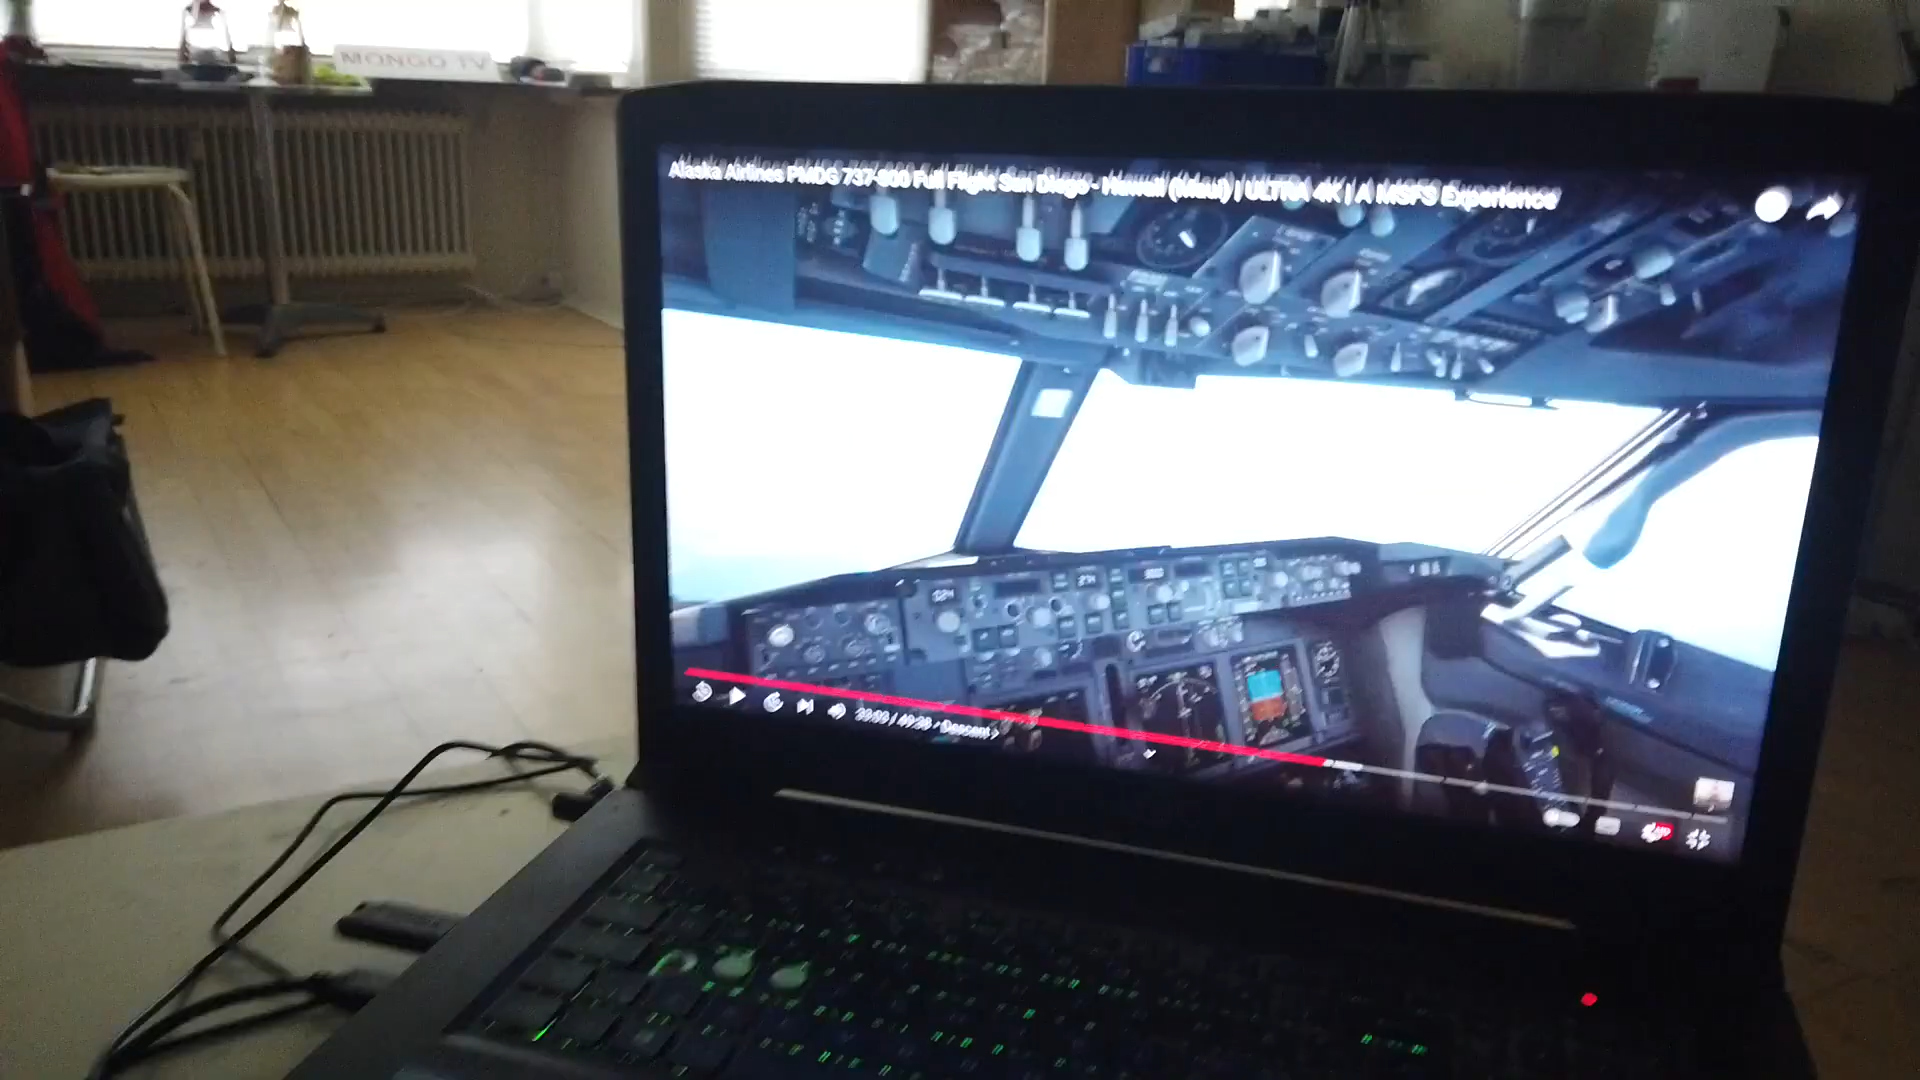 MONGO TV
Alaska Airlines PMDG 737-800 Full Flight San Diego - Hawaii (Maui) | ULTRA 4K | A MSFS Experience
Descent